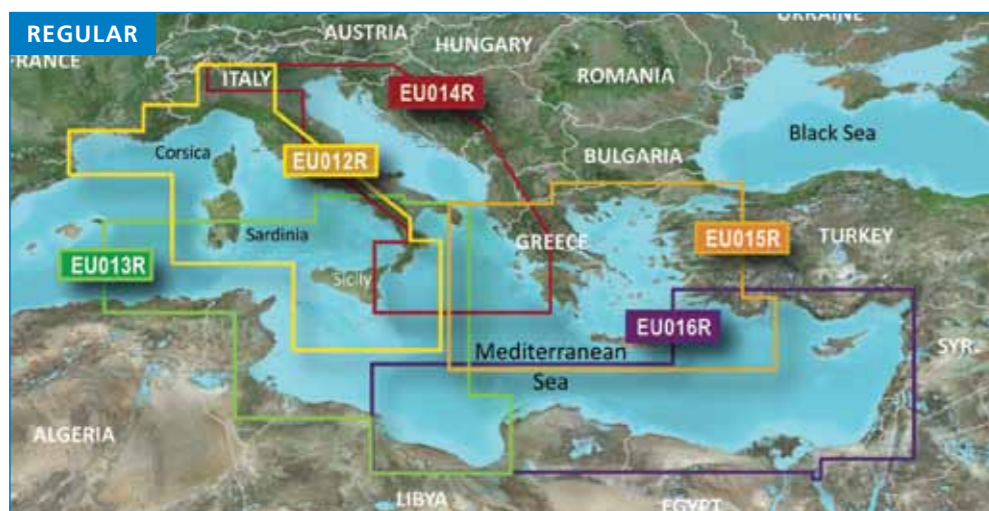 REGULAR
UKRAINE
FRANCE
AUSTRIA
HUNGARY
ITALY
EU014R
ROMANIA
Black Sea
Corsica
EU012R
BULGARIA
Sardinia
GREECE
EU015R
TURKEY
EU013R
Sicily
EU016R
Mediterranean
Sea
SYR.
ALGERIA
LIBYA
EGYPT